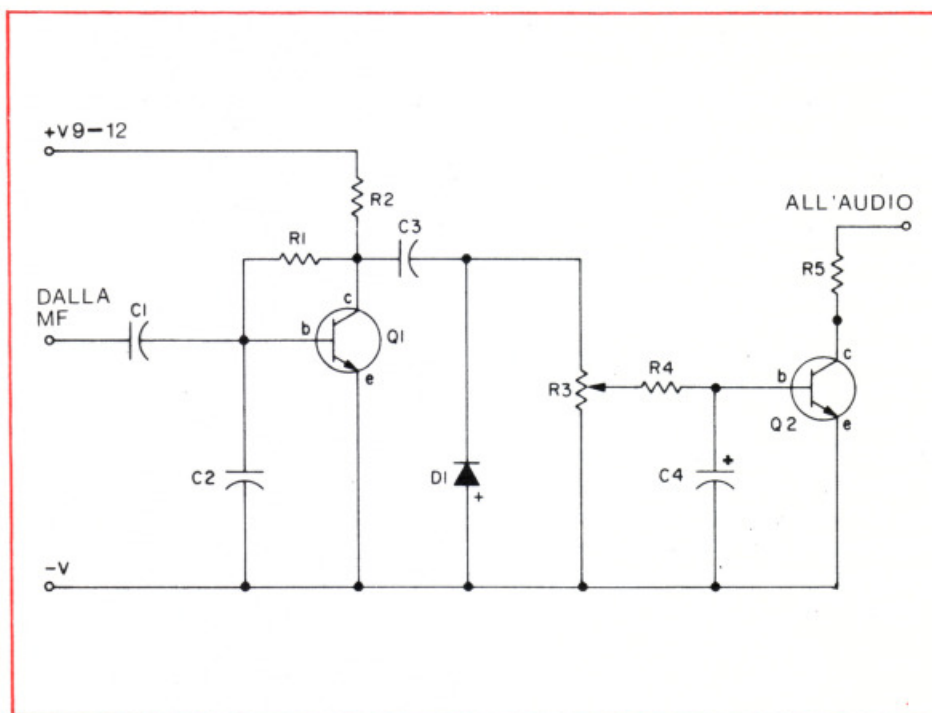 +V9-12
R2
ALL'AUDIO
C3
R1
R5
DALLA
MF
C1
c
b
Q1
e
c
R4
b
R3
Q2
e
C2
D1
+
C4
+
-V